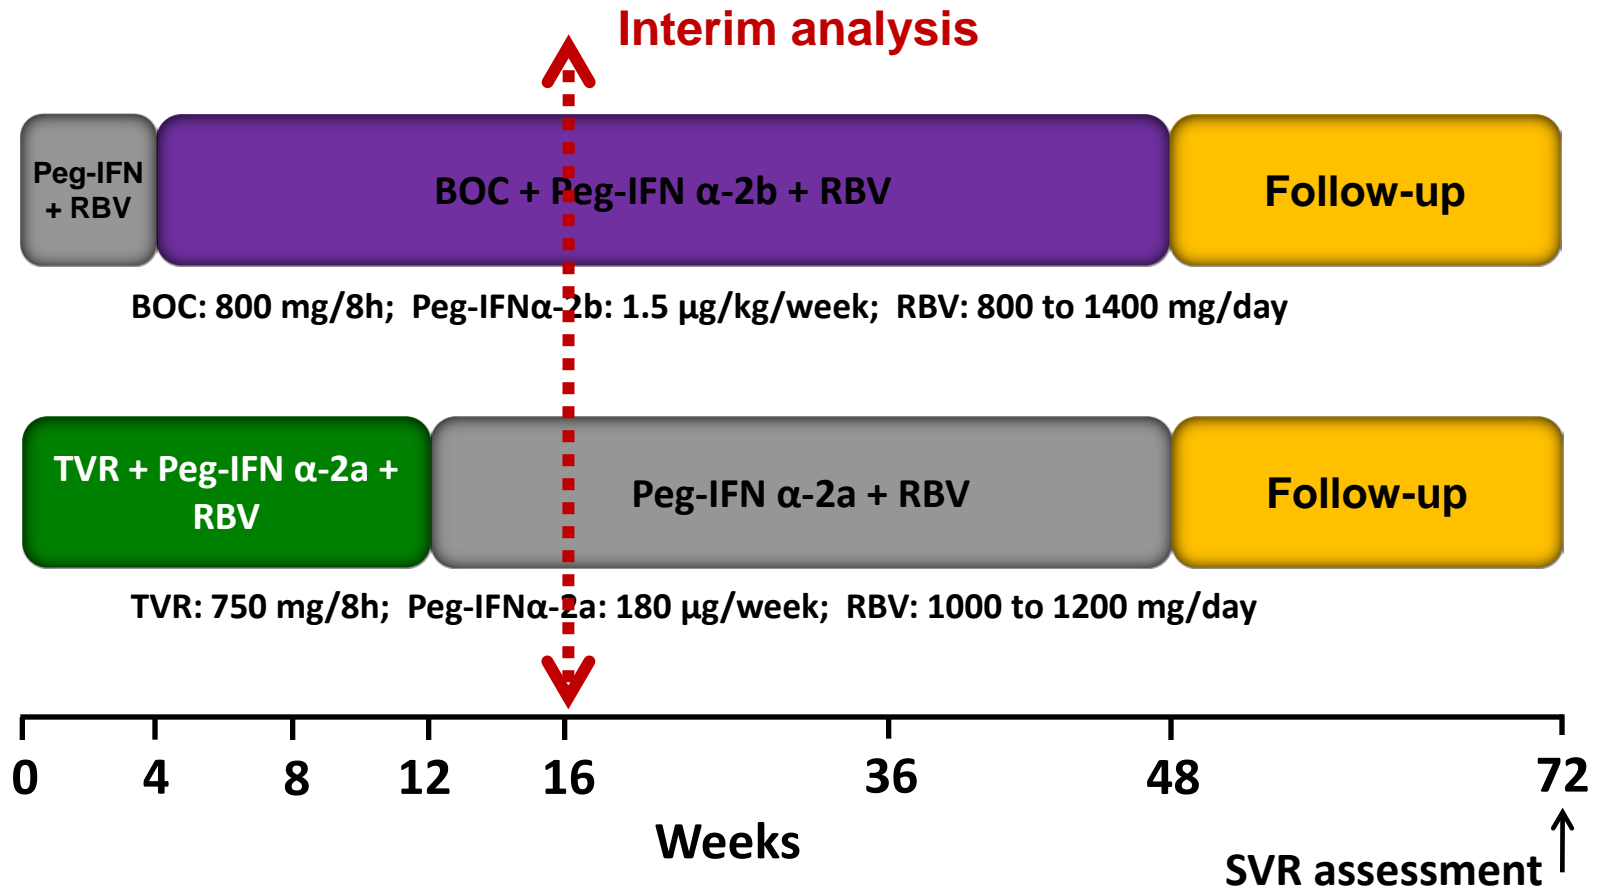 Interim analysis
Peg-IFN
+ RBV
BOC + Peg-IFN α-2b + RBV
Follow-up
BOC: 800 mg/8h; Peg-IFNα-2b: 1.5 µg/kg/week; RBV: 800 to 1400 mg/day
TVR + Peg-IFN α-2a +
RBV
Peg-IFN α-2a + RBV
Follow-up
TVR: 750 mg/8h; Peg-IFNα-2a: 180 µg/week; RBV: 1000 to 1200 mg/day
0 4 8 12 16 36 48 72
Weeks
SVR assessment